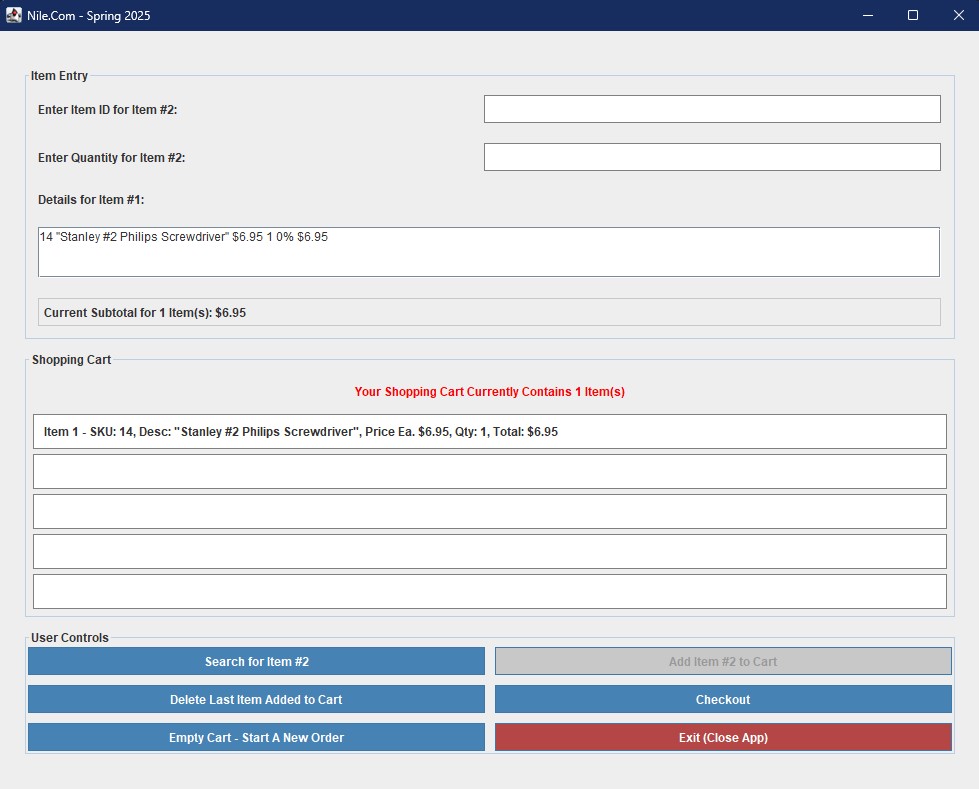 Nile.Com - Spring 2025
Item Entry
Enter Item ID for Item #2:
Enter Quantity for Item #2:
Details for Item #1:
14 "Stanley #2 Philips Screwdriver" $6.95 1 0% $6.95
Current Subtotal for 1 Item(s): $6.95
Shopping Cart
Your Shopping Cart Currently Contains 1 Item(s)
Item 1 - SKU: 14, Desc: "Stanley #2 Philips Screwdriver", Price Ea. $6.95, Qty: 1, Total: $6.95
User Controls
Search for Item #2
Add Item #2 to Cart
Delete Last Item Added to Cart
Checkout
Empty Cart - Start A New Order
Exit (Close App)